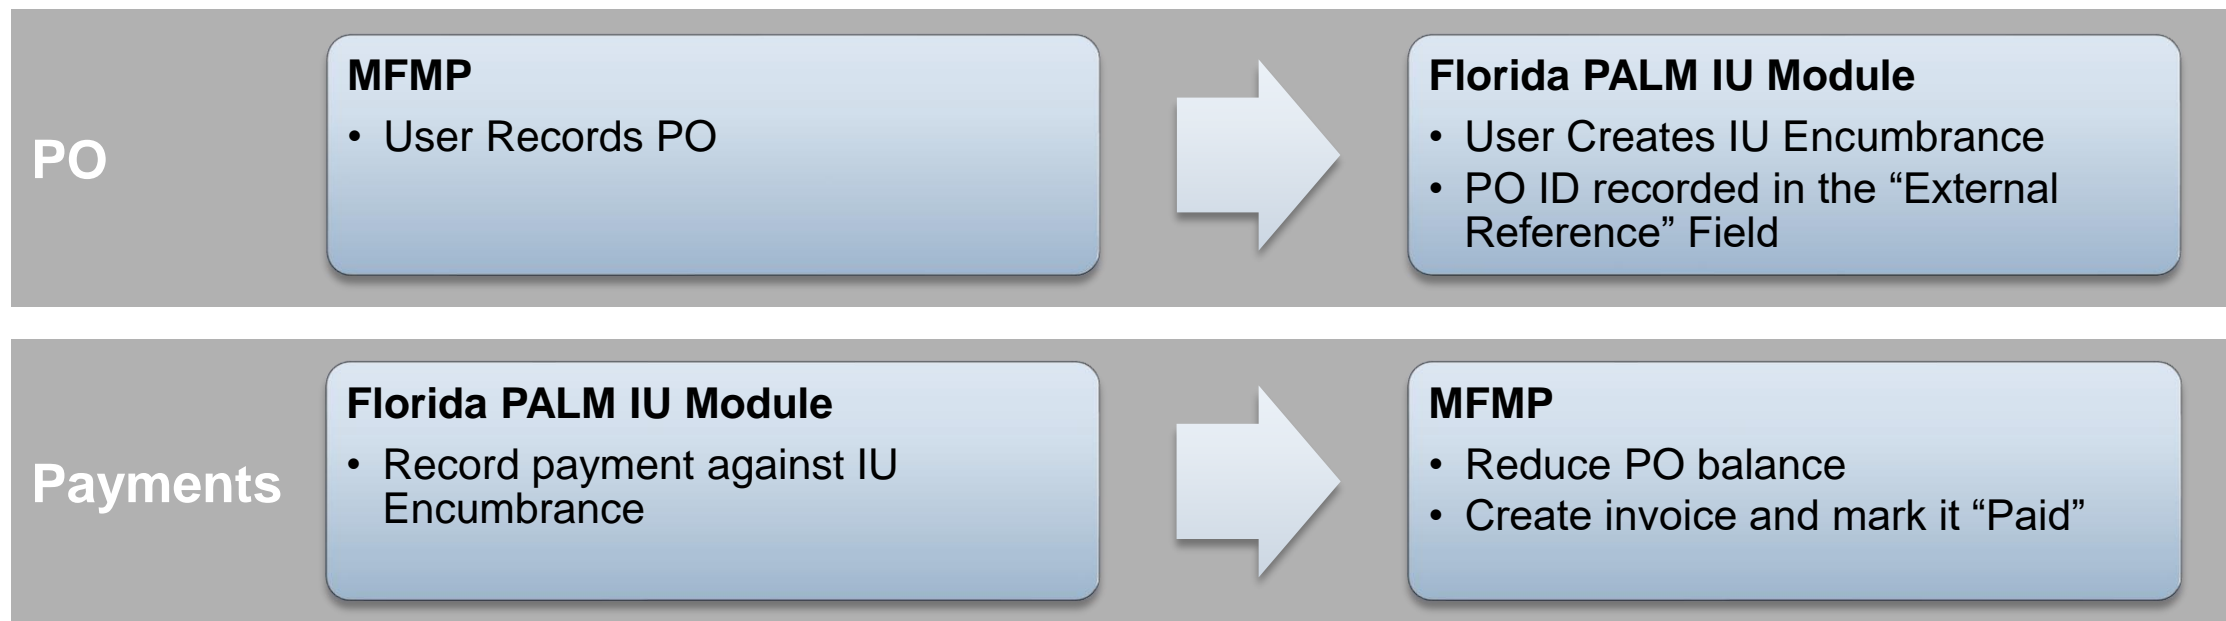 PO
MFMP
• User Records PO
Florida PALM IU Module
• User Creates IU Encumbrance
• PO ID recorded in the “External
Reference” Field
Payments
Florida PALM IU Module
• Record payment against IU
Encumbrance
MFMP
• Reduce PO balance
• Create invoice and mark it “Paid”